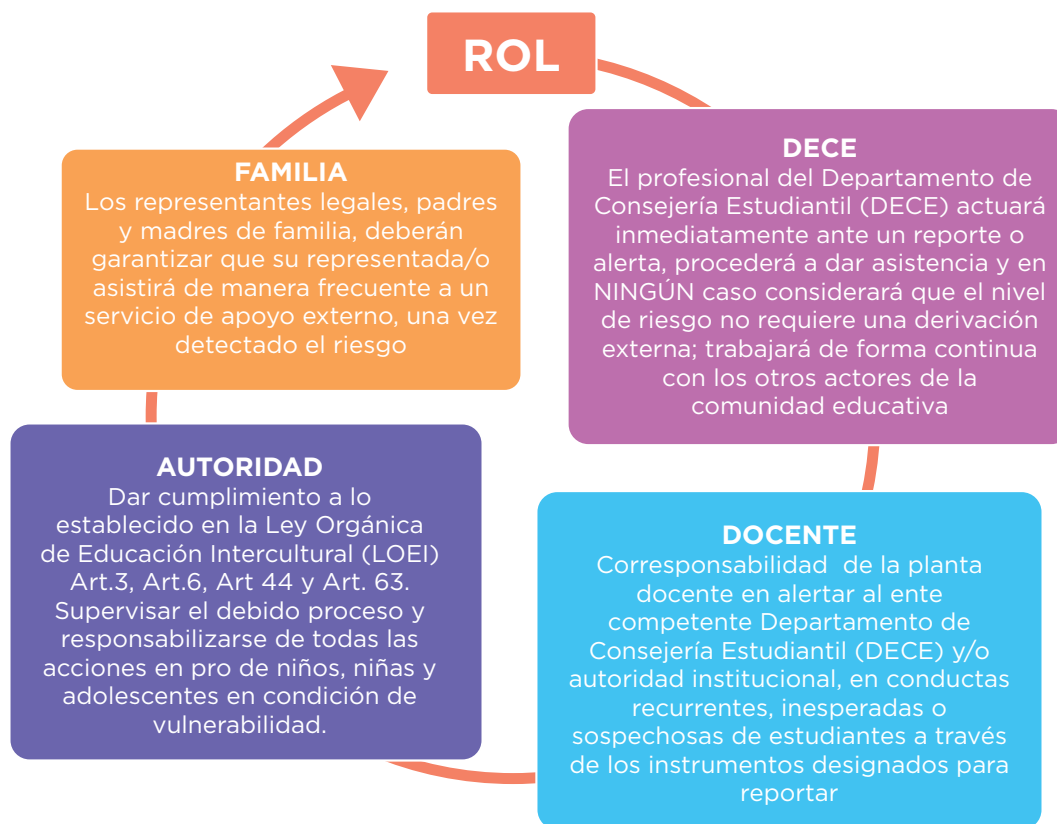 ROL
DECE
El profesional del Departamento de
Consejería Estudiantil (DECE) actuará
inmediatamente ante un reporte o
alerta, procederá a dar asistencia y en
NINGÚN caso considerará que el nivel
de riesgo no requiere una derivación
externa; trabajará de forma continua
con los otros actores de la
comunidad educativa
DOCENTE
Corresponsabilidad de la planta
docente en alertar al ente
competente Departamento de
Consejería Estudiantil (DECE) y/o
autoridad institucional, en conductas
recurrentes, inesperadas o
sospechosas de estudiantes a través
de los instrumentos designados para
reportar
AUTORIDAD
Dar cumplimiento a lo
establecido en la Ley Orgánica
de Educación Intercultural (LOEI)
Art.3, Art.6, Art 44 y Art. 63.
Supervisar el debido proceso y
responsabilizarse de todas las
acciones en pro de niños, niñas y
adolescentes en condición de
vulnerabilidad.
FAMILIA
Los representantes legales, padres
y madres de familia, deberán
garantizar que su representada/o
asistirá de manera frecuente a un
servicio de apoyo externo, una vez
detectado el riesgo